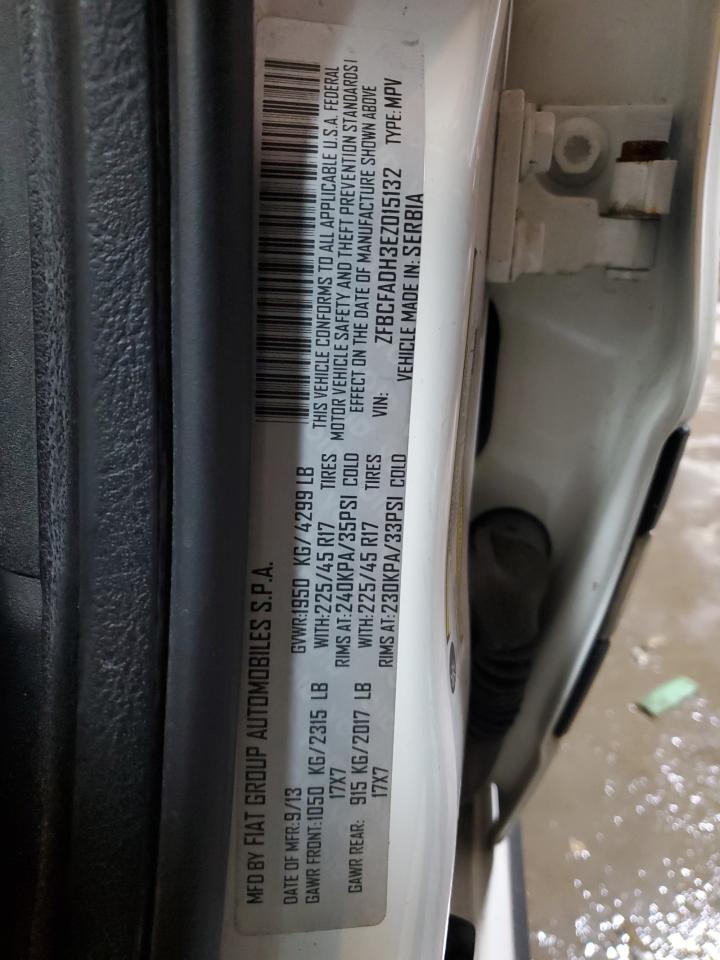 MFD BY FIAT GROUP AUTOMOBILES S.P.A.
DATE OF MFR: 9/13 GVWR: 1950 KG/ 4299 LB
GAWR FRONT: 1050 KG/2315 LB WITH: 225/45 R17 TIRES
17X7 RIMS AT: 240KPA/35PSI COLD
GAWR REAR: 915 KG/2017 LB WITH: 225/45 R17 TIRES
17X7 RIMS AT: 230KPA/33PSI COLD
THIS VEHICLE CONFORMS TO ALL APPLICABLE U.S.A. FEDERAL
MOTOR VEHICLE SAFETY AND THEFT PREVENTION STANDARDS I
EFFECT ON THE DATE OF MANUFACTURE SHOWN ABOVE
VIN: ZFBCFADH3EZ015132 TYPE: MPV
VEHICLE MADE IN: SERBIA